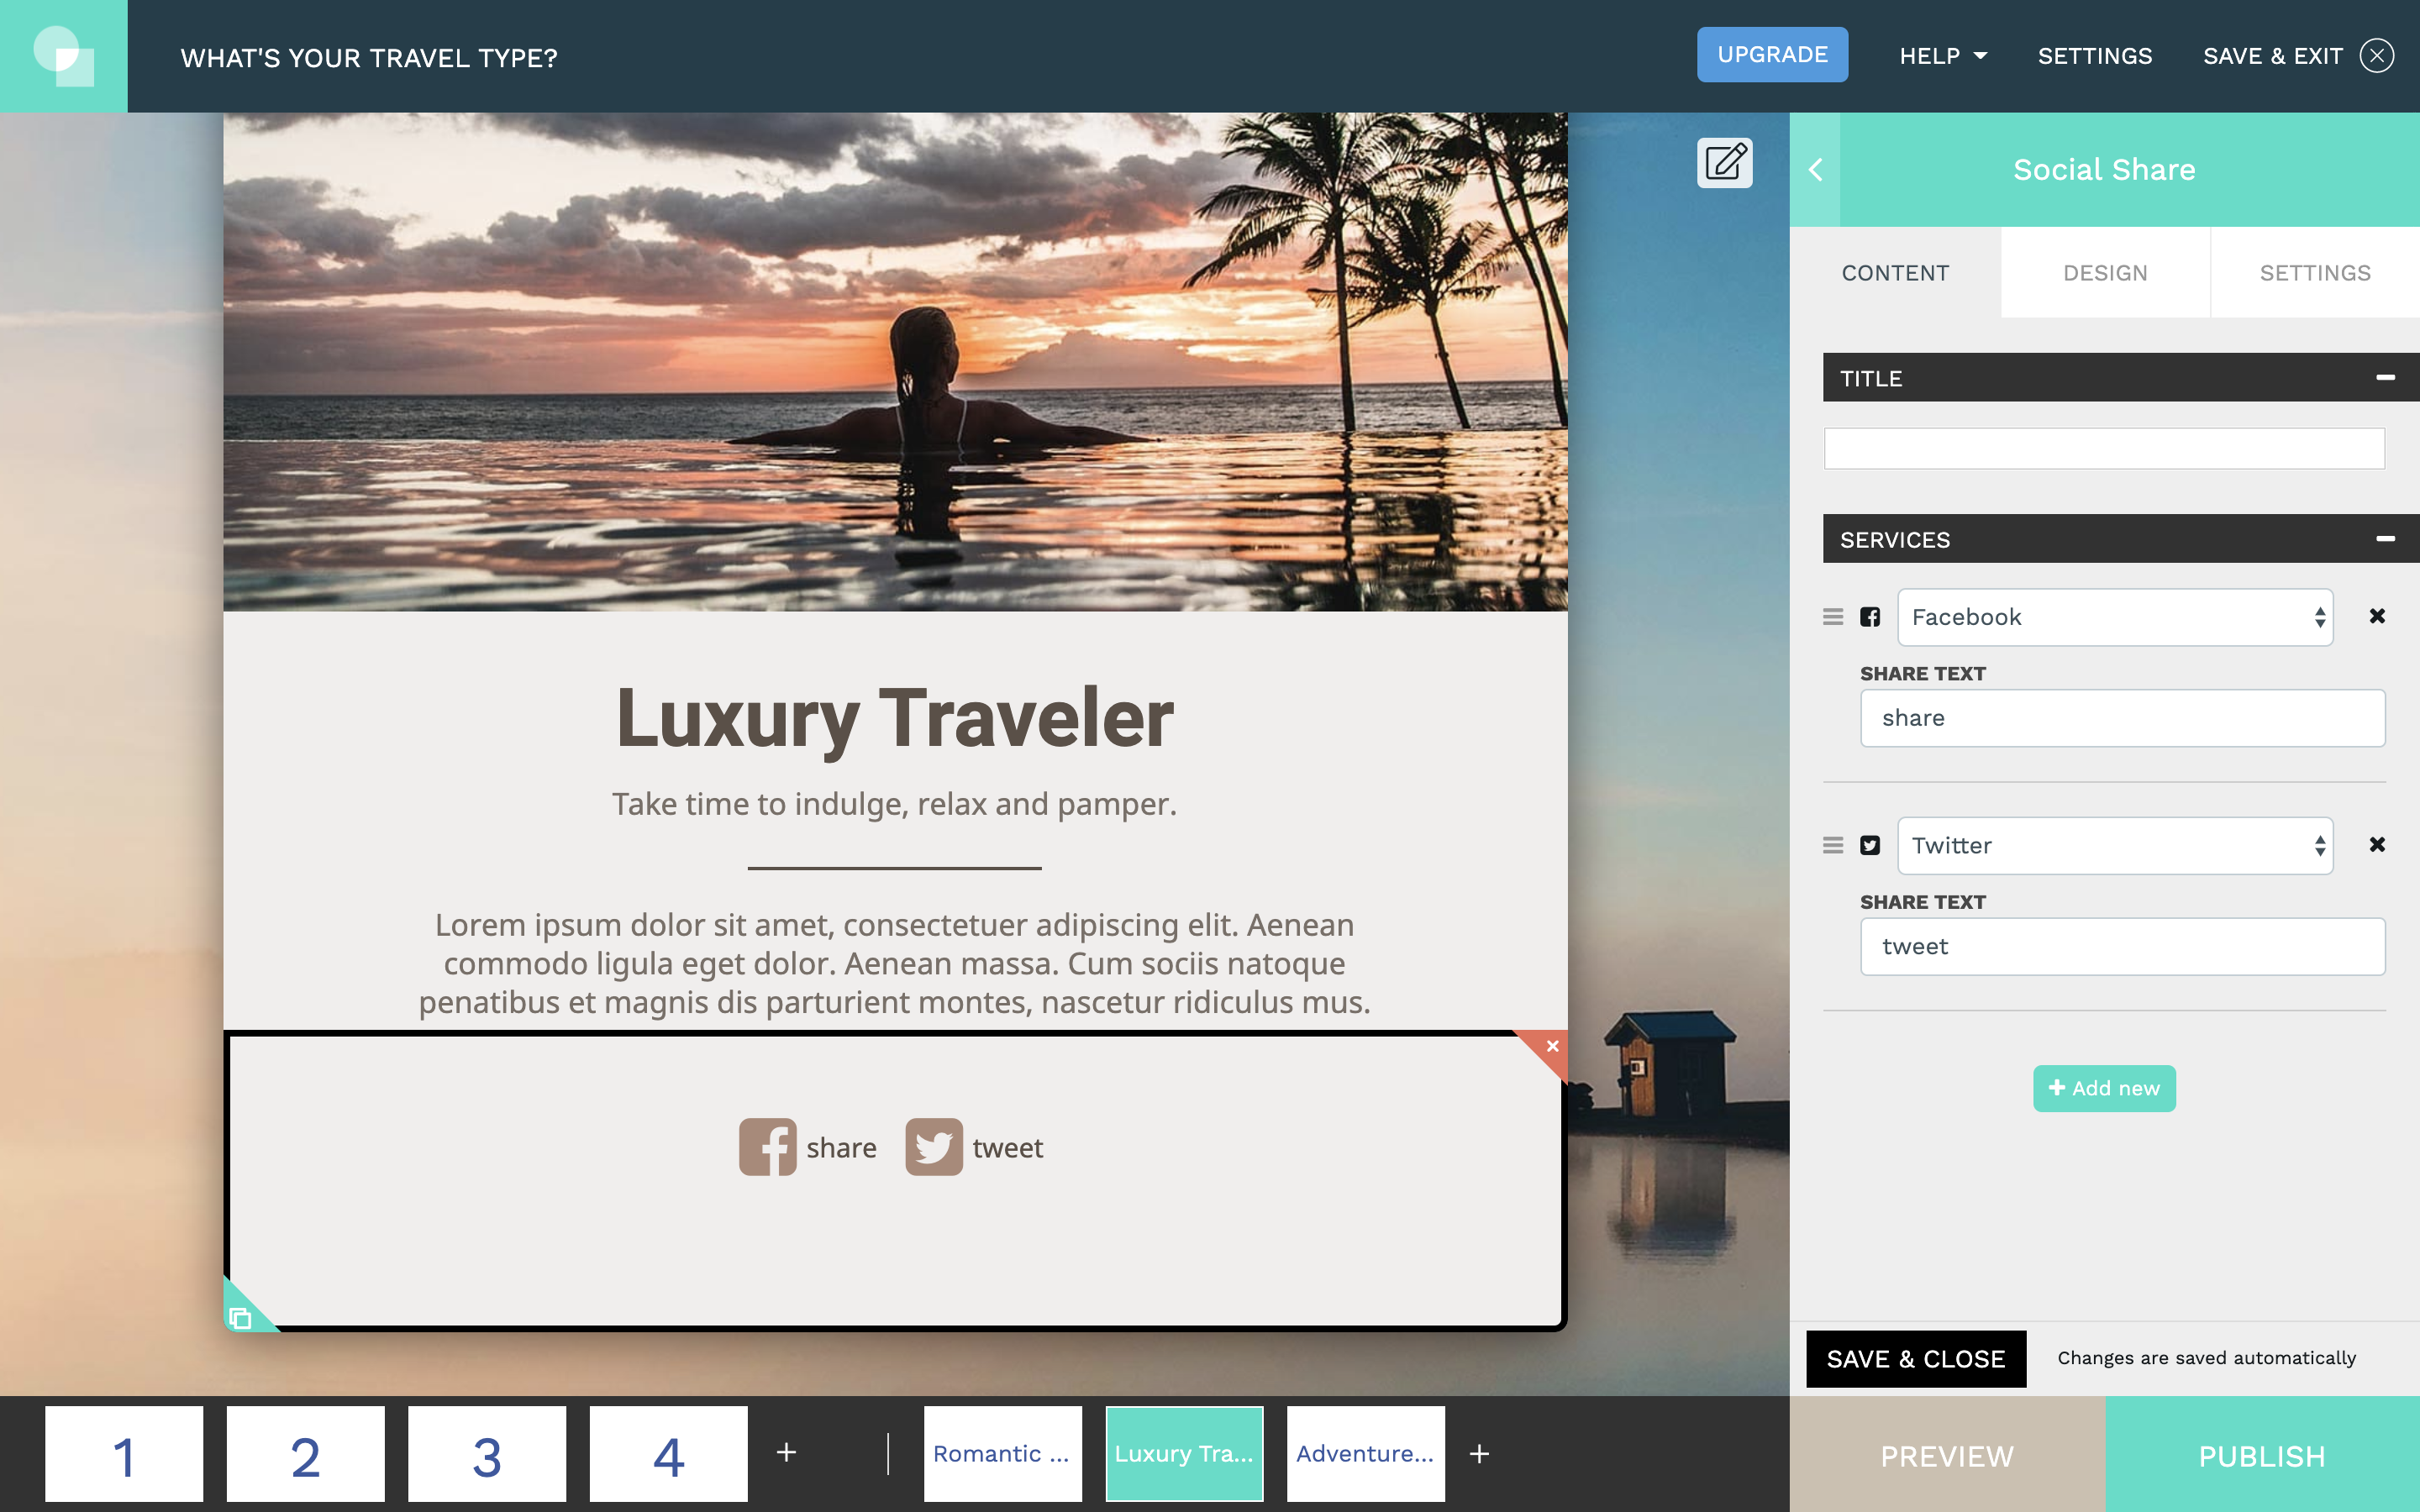 WHAT'S YOUR TRAVEL TYPE?
UPGRADE
HELP
SETTINGS
SAVE & EXIT
Luxury Traveler
Take time to indulge, relax and pamper.
Lorem ipsum dolor sit amet, consectetuer adipiscing elit. Aenean
commodo ligula eget dolor. Aenean massa. Cum sociis natoque
penatibus et magnis dis parturient montes, nascetur ridiculus mus.
share
tweet
Social Share
CONTENT
DESIGN
SETTINGS
TITLE
SERVICES
Facebook
SHARE TEXT
share
Twitter
SHARE TEXT
tweet
Add new
SAVE & CLOSE
Changes are saved automatically
1
2
3
4
+
Romantic ...
Luxury Tra...
Adventure...
+
PREVIEW
PUBLISH